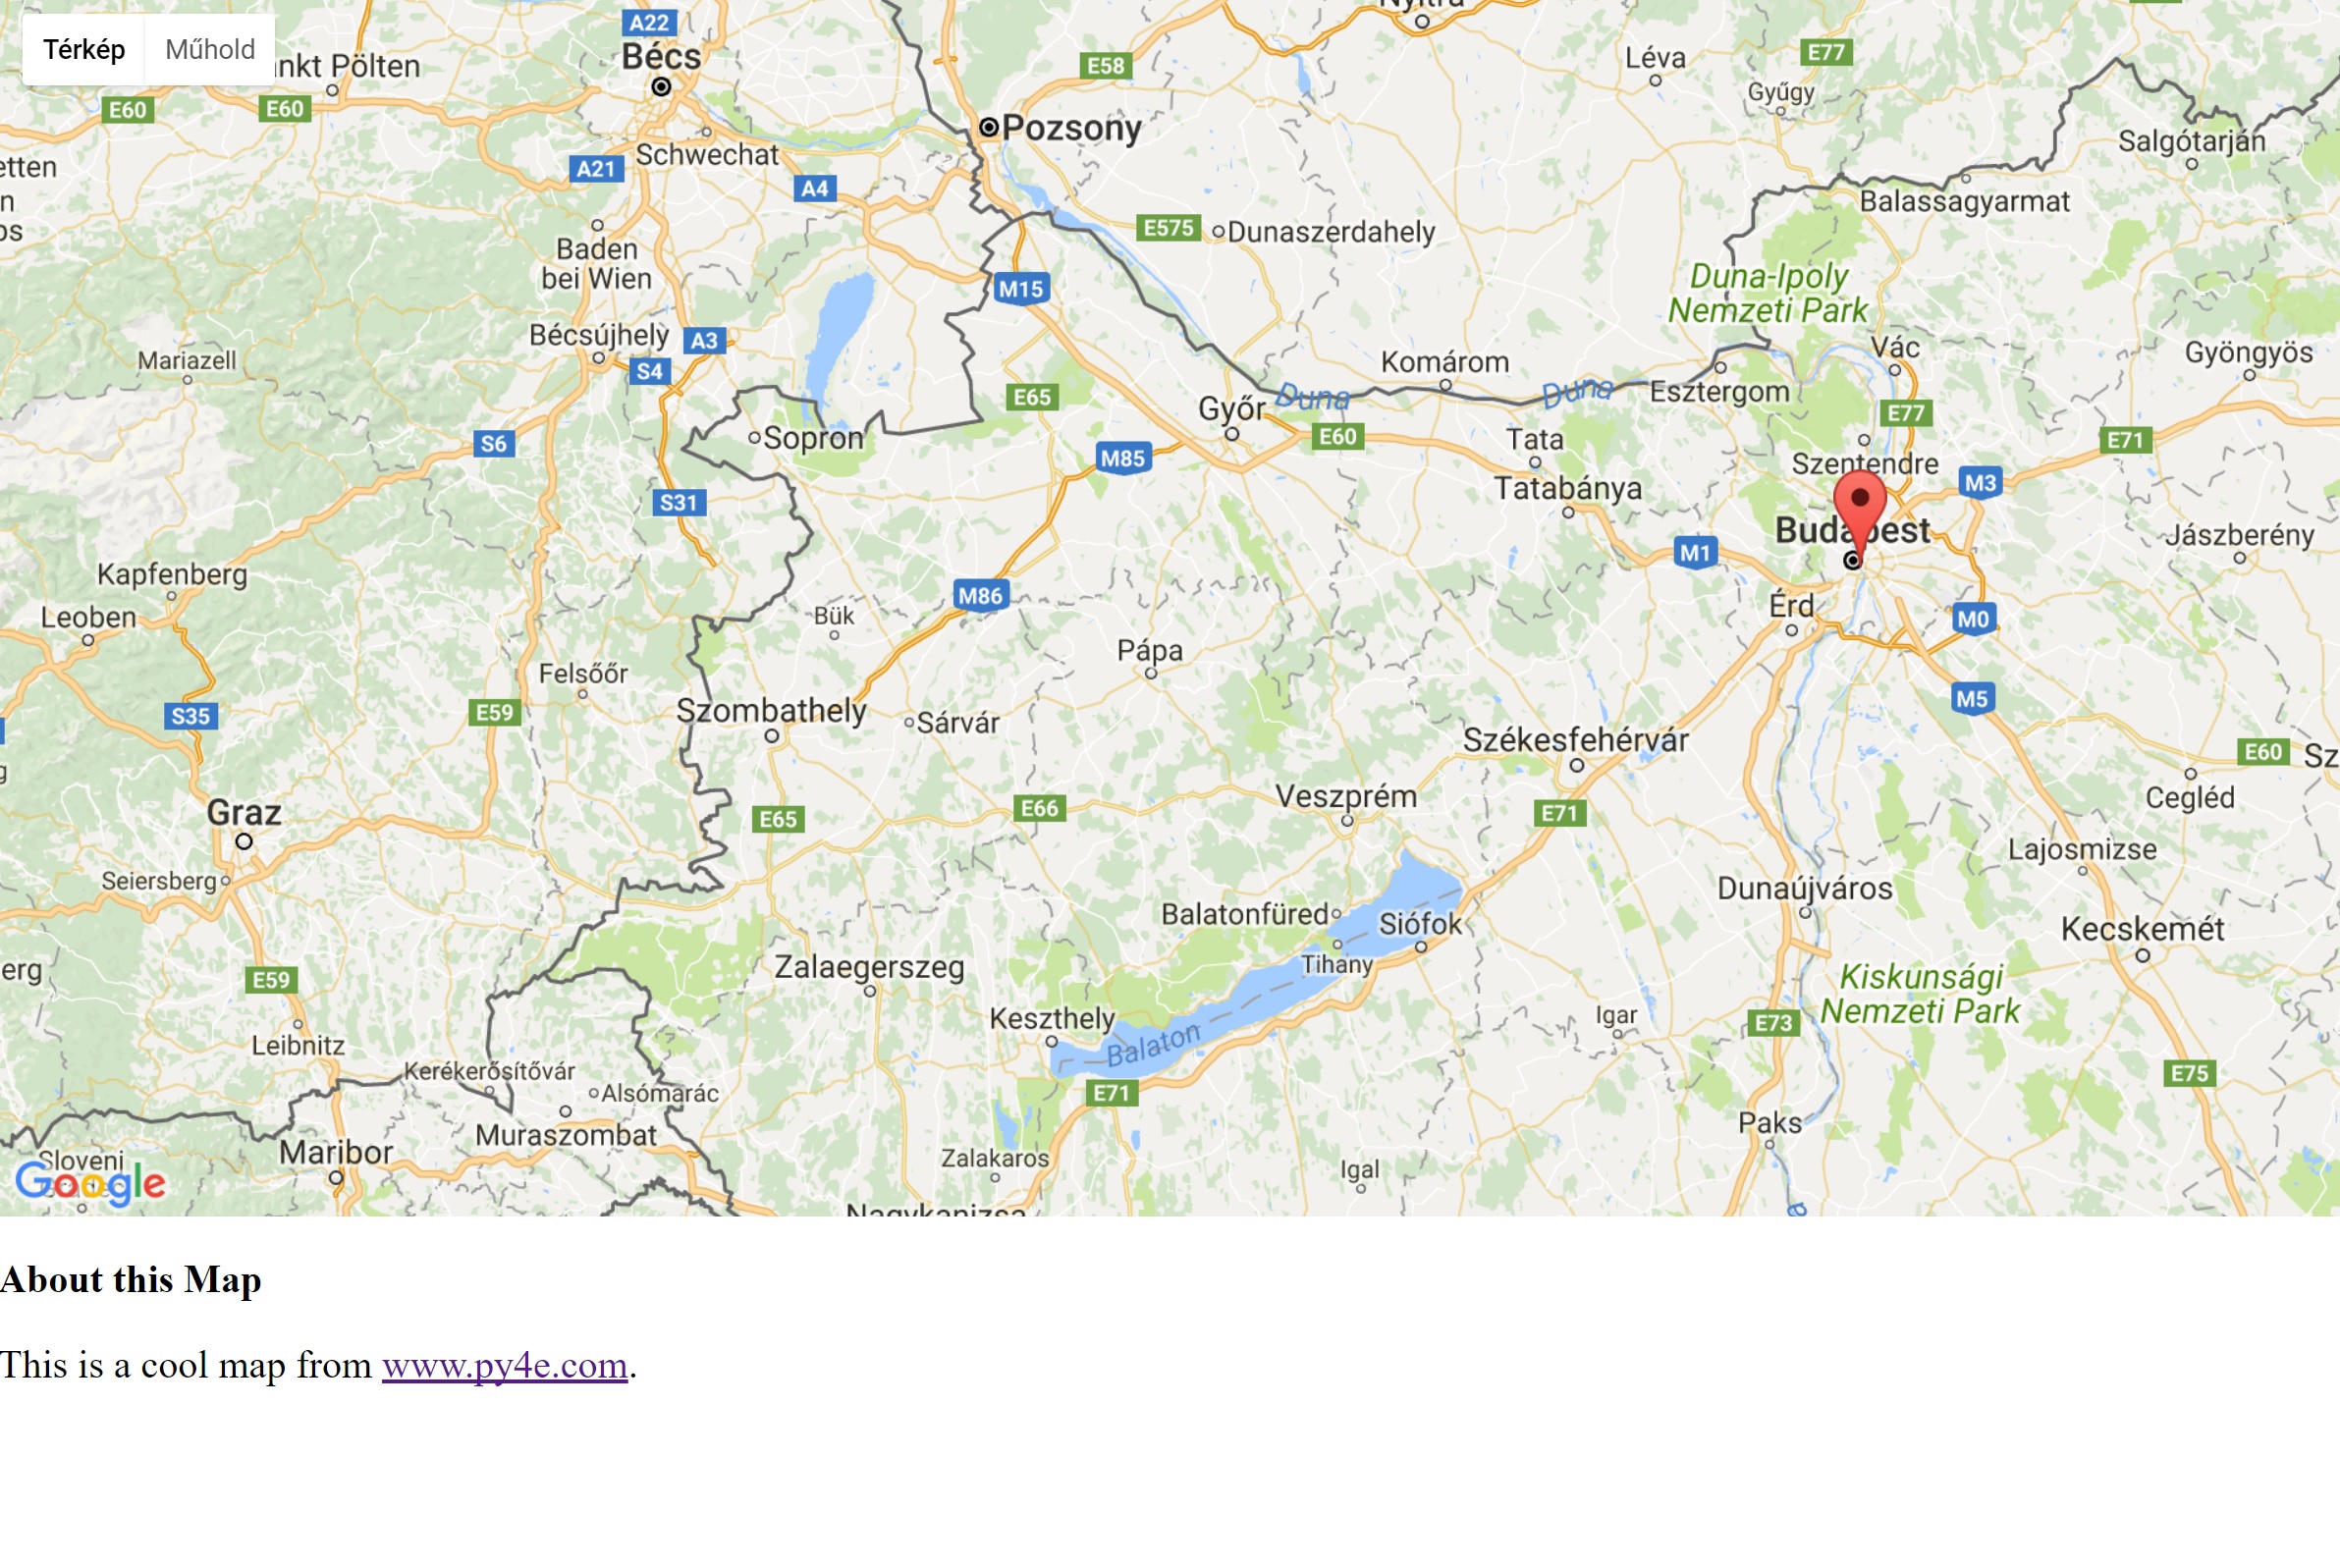 Térkép
Műhold
A22
Nyitra
Bécs
nkt Pölten
E60
E60
E58
Léva
E77
Gyűgy
Pozsony
Salgótarján
etten
A21
Schwechat
A4
n
os
Balassagyarmat
E575
Dunaszerdahely
Baden
bei Wien
M15
Duna-Ipoly
Nemzeti Park
Bécsújhely
A3
S4
Mariazell
Komárom
Vác
Gyöngyös
E65
Duna
Duna
Esztergom
Győr
E77
S6
Sopron
M85
E60
Tata
E71
Szentendre
S31
Tatabánya
M3
Budapest
Jászberény
M1
Kapfenberg
M86
Leoben
Bük
Érd
M0
Pápa
Felsőőr
S35
E59
Szombathely
Sárvár
M5
Székesfehérvár
E60
Sz
g
Veszprém
Cegléd
Graz
E65
E66
E71
Lajosmizse
Seiersberg
Dunaújváros
Balatonfüred
Siófok
Kecskemét
erg
Zalaegerszeg
Tihany
Kiskunsági
Nemzeti Park
E59
Keszthely
Igar
E73
Leibnitz
Balaton
Kerékerősítővár
Alsómarác
E71
E75
Muraszombat
Paks
Maribor
Sloveni
Zalakaros
Igal
Google
Nagykanizsa
a
About this Map
This is a cool map from www.py4e.com.